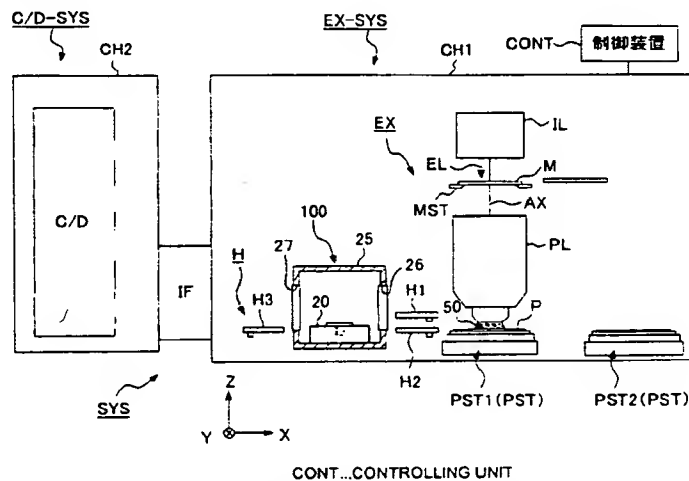 C/D-SYS
EX-SYS
CH2
CH1
CONT
制御装置
IL
EX
EL
M
MST
AX
C/D
100
25
PL
27
26
H
IF
H1
H3
20
50
P
H2
SYS
Z
Y
X
PST1(PST)
PST2(PST)
CONT...CONTROLLING UNIT